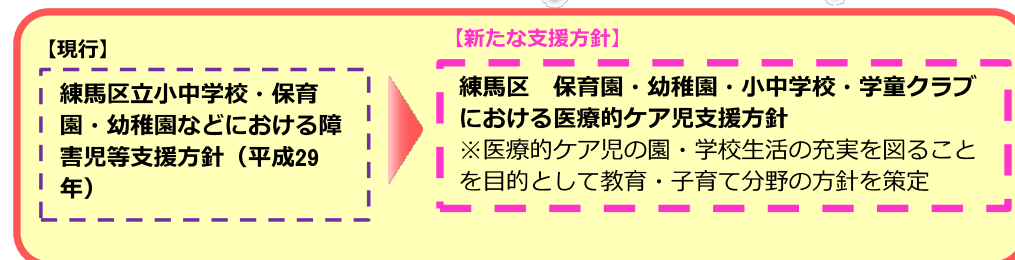 【現行】
練馬区立小中学校・保育
園・幼稚園などにおける障
害児等支援方針（平成29
年）
【新たな支援方針】
練馬区　保育園・幼稚園・小中学校・学童クラブ
における医療的ケア児支援方針
※医療的ケア児の園・学校生活の充実を図ること
を目的として教育・子育て分野の方針を策定